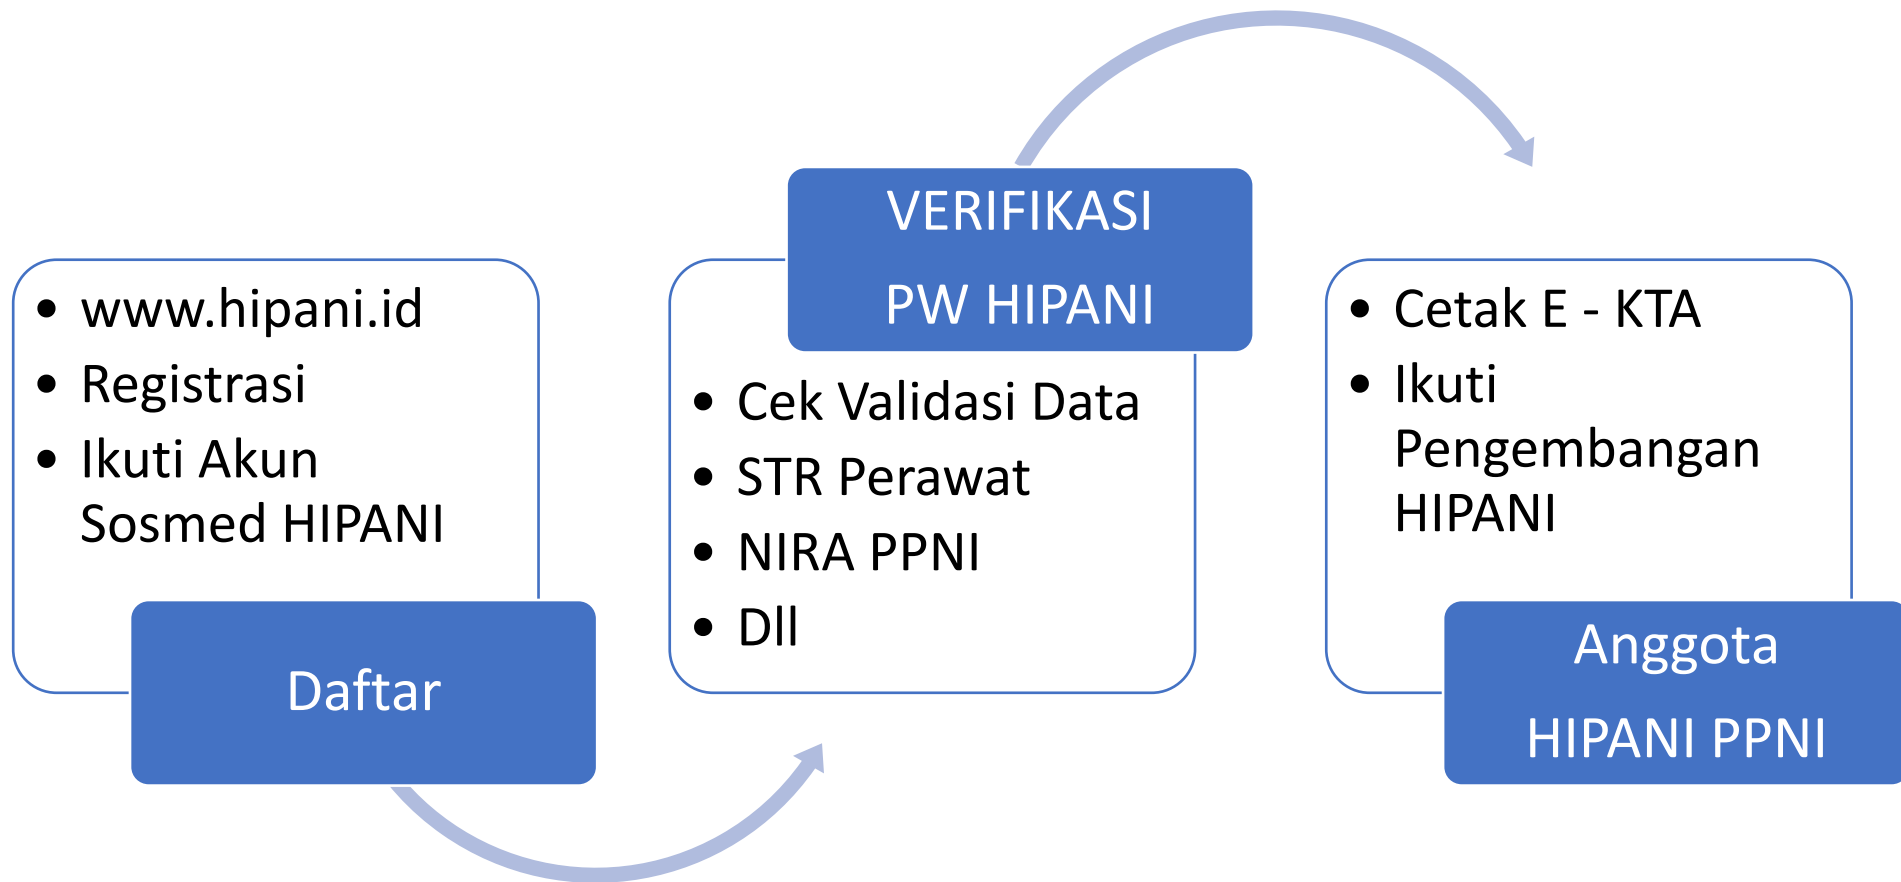 • www.hipani.id
• Registrasi
• Ikuti Akun
Sosmed HIPANI
Daftar
VERIFIKASI
PW HIPANI
• Cek Validasi Data
• STR Perawat
• NIRA PPNI
• Dll
• Cetak E - KTA
• Ikuti
Pengembangan
HIPANI
Anggota
HIPANI PPNI